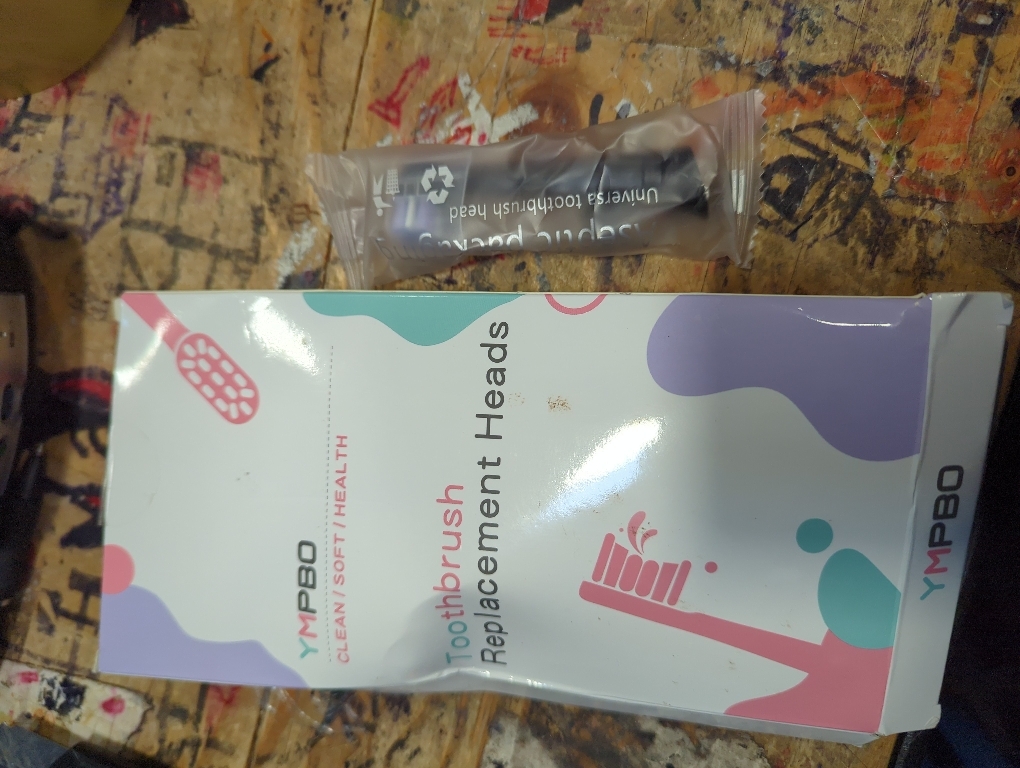 YMPBO
CLEAN / SOFT / HEALTH
Toothbrush
Replacement Heads
YMPBO
Universa toothbrush head